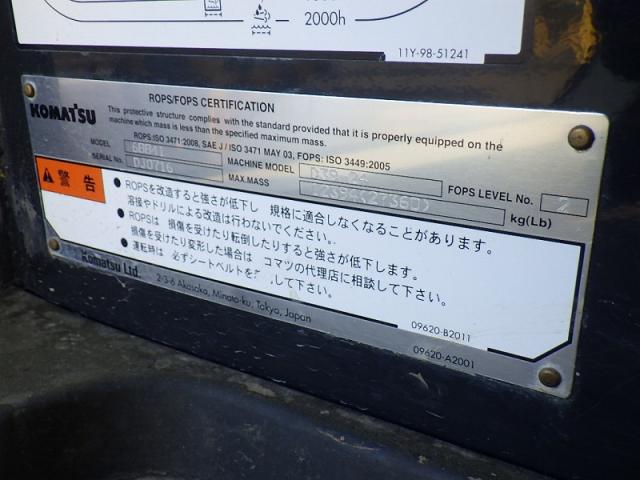 2000h
11Y-98-51241
KOMATSU
ROPS/FOPS CERTIFICATION
This protective structure complies with the standard provided that it is properly equipped on the
machine which mass is less than the specified maximum mass.
ROPS: ISO 3471:2008, SAE J / ISO 3471 MAY 03, FOPS: ISO 3449:2005
MODEL MACHINE MODEL FOPS LEVEL No. 2
SERIAL No. DJ0716 MAX.MASS kg(Lb)
警告
● ROPSを改造すると強さが低下し 規格に適合しなくなることがあります。
溶接やドリルによる改造は行わないでください。
● ROPSは 損傷を受けたり転倒したりすると強さが低下します。
損傷を受けたり変形した場合は コマツの代理店に相談して下さい。
● 運転時は 必ずシートベルトを して下さい。
09620-B2011
Komatsu Ltd.
2-3-6 Akasaka, Minato-ku, Tokyo, Japan
09620-A2001